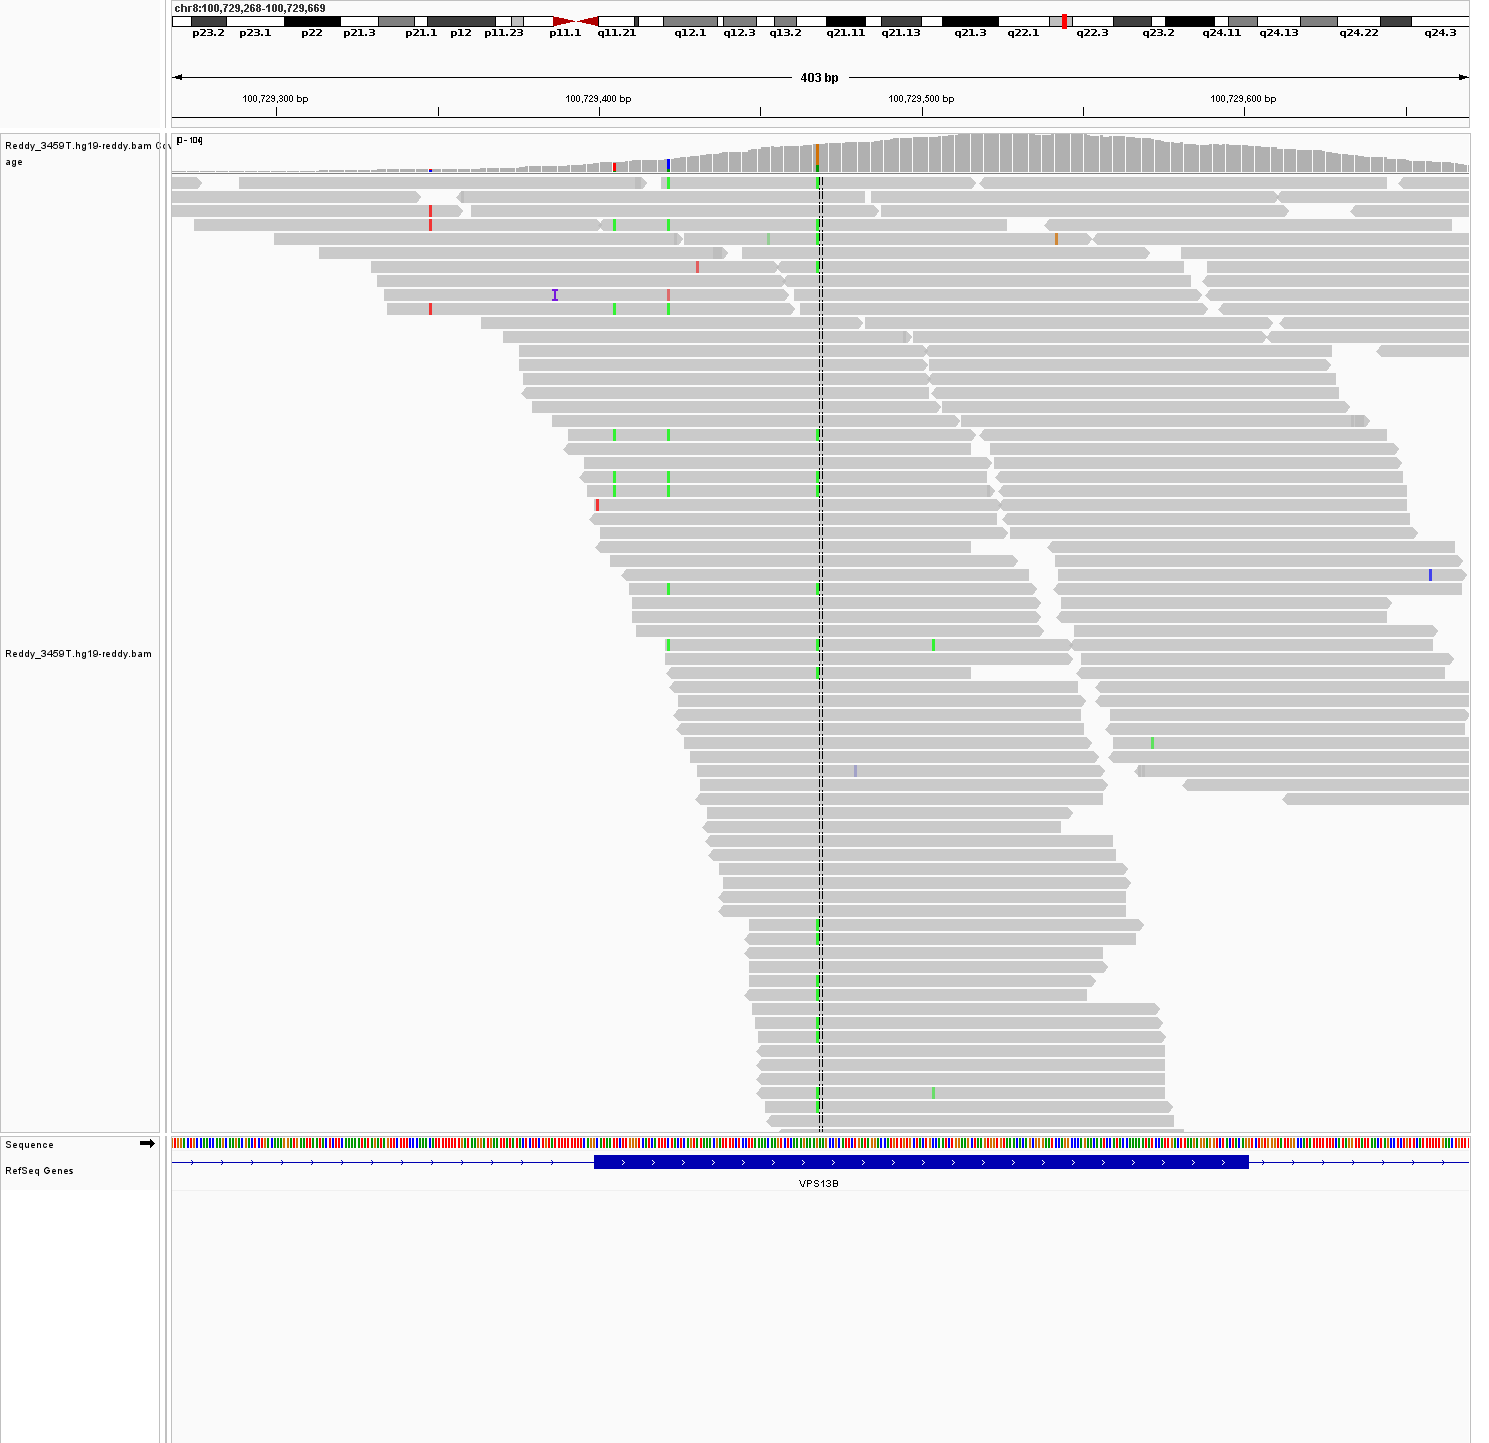 chr8:100,729,268-100,729,669
p23.2 p23.1 p22 p21.3 p21.1 p12 p11.23 p11.1 q11.21 q12.1 q12.3 q13.2 q21.11 q21.13 q21.3 q22.1 q22.3 q23.2 q24.11 q24.13 q24.22 q24.3
403 bp
100,729,300 bp 100,729,400 bp 100,729,500 bp 100,729,600 bp
Reddy_3459T.hg19-reddy.bam Cov
age
[0 - 104]
Reddy_3459T.hg19-reddy.bam
Sequence
RefSeq Genes
VPS13B